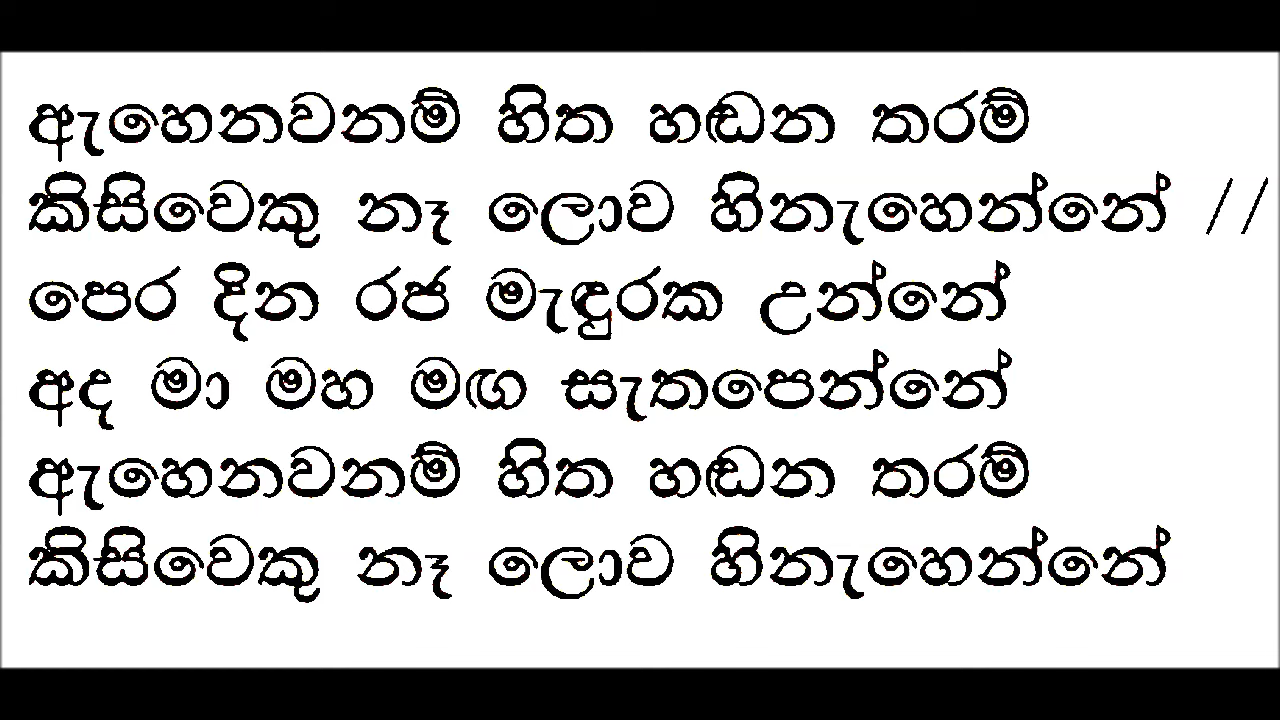 ඇහෙනවනම් හිත හඬන තරම්
කිසිවෙකු නෑ ලොව හිනැහෙන්නේ //
පෙර දින රජ මැඳුරක උන්නේ
අද මා මහ මඟ සැතපෙන්නේ
ඇහෙනවනම් හිත හඬන තරම්
කිසිවෙකු නෑ ලොව හිනැහෙන්නේ